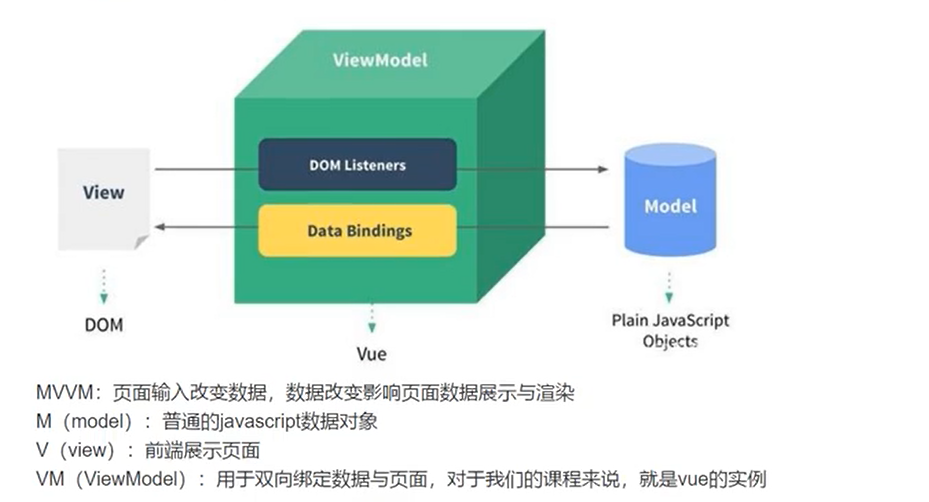 ViewModel
DOM Listeners
View
Model
Data Bindings
DOM
Plain JavaScript
Objects
Vue
MVVM：页面输入改变数据，数据改变影响页面数据展示与渲染
M（model）：普通的javascript数据对象
V（view）：前端展示页面
VM（ViewModel）：用于双向绑定数据与页面，对于我们的课程来说，就是vue的实例